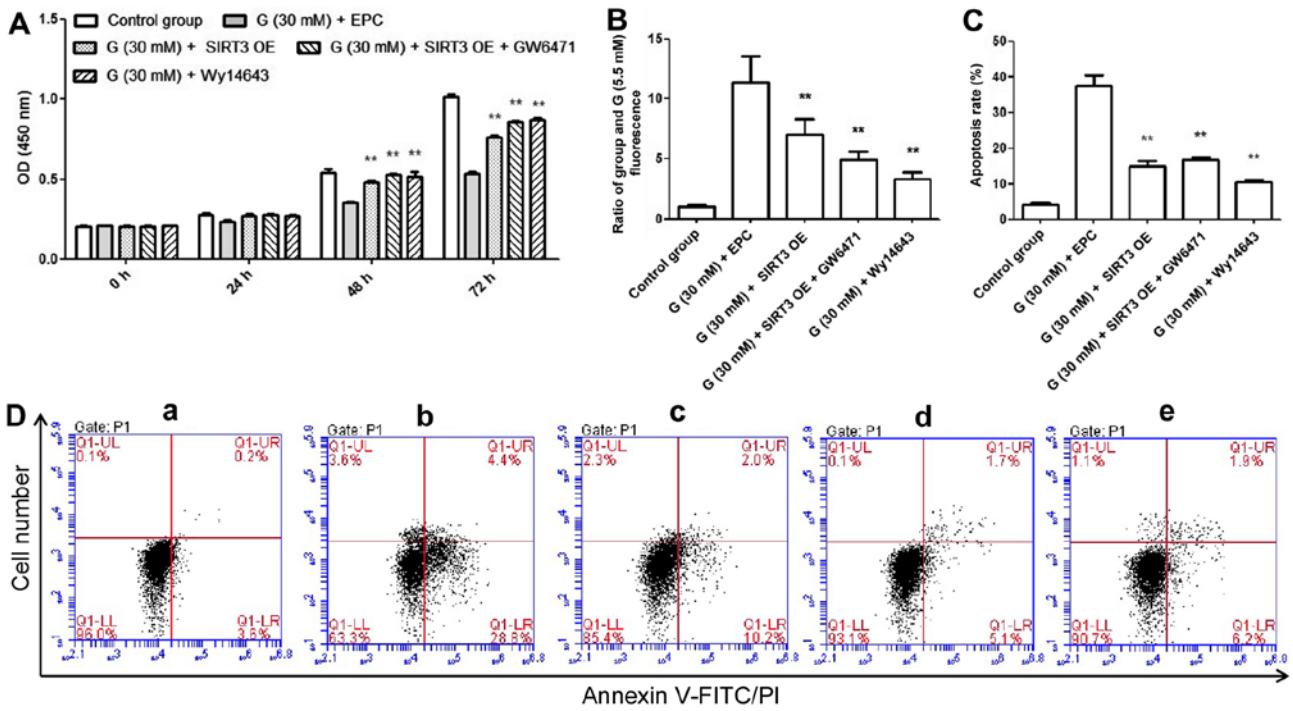 A
Control group
G (30 mM) + EPC
G (30 mM) + SIRT3 OE
G (30 mM) + SIRT3 OE + GW6471
G (30 mM) + Wy14643
OD (450 nm)
1.5
1.0
0.5
0.0
** ** **
** ** **
0 h
24 h
48 h
72 h
B
Ratio of group and G (5.5 mM)
fluorescence
15
10
5
0
**
**
**
Control group
G (30 mM) + EPC
G (30 mM) + SIRT3 OE
G (30 mM) + SIRT3 OE + GW6471
G (30 mM) + Wy14643
C
Apoptosis rate (%)
50
40
30
20
10
0
**
**
**
Control group
G (30 mM) + EPC
G (30 mM) + SIRT3 OE
G (30 mM) + SIRT3 OE + GW6471
G (30 mM) + Wy14643
D
Cell number
a
Gate: P1
Q1-UL
0.1%
Q1-UR
0.2%
Q1-LL
96.0%
Q1-LR
3.6%
b
Gate: P1
Q1-UL
3.6%
Q1-UR
4.4%
Q1-LL
63.3%
Q1-LR
28.8%
c
Gate: P1
Q1-UL
2.3%
Q1-UR
2.0%
Q1-LL
85.4%
Q1-LR
10.2%
d
Gate: P1
Q1-UL
0.1%
Q1-UR
1.7%
Q1-LL
93.1%
Q1-LR
5.1%
e
Gate: P1
Q1-UL
1.1%
Q1-UR
1.9%
Q1-LL
90.7%
Q1-LR
6.2%
Annexin V-FITC/PI